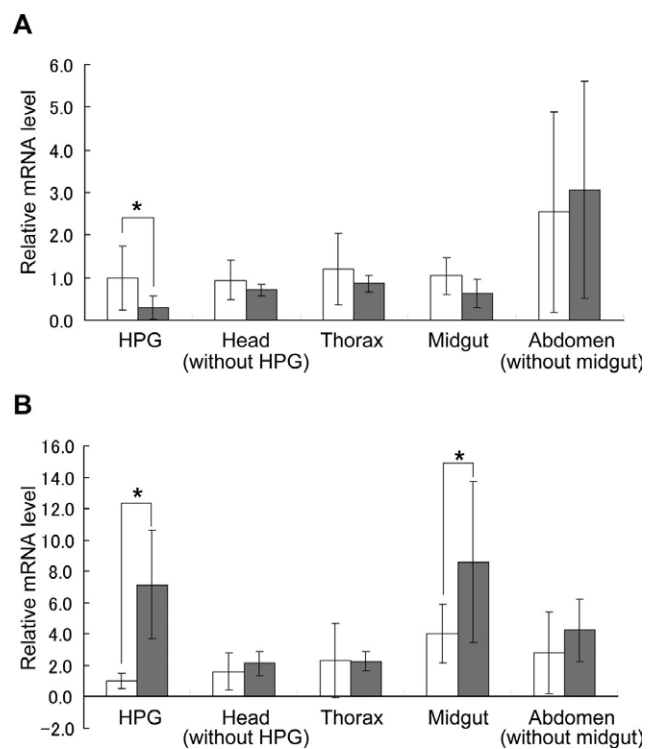 A
6.0
5.0
4.0
3.0
2.0
1.0
0.0
Relative mRNA level
*
HPG
Head
(without HPG)
Thorax
Midgut
Abdomen
(without midgut)
B
16.0
14.0
12.0
10.0
8.0
6.0
4.0
2.0
0.0
−2.0
Relative mRNA level
*
*
HPG
Head
(without HPG)
Thorax
Midgut
Abdomen
(without midgut)